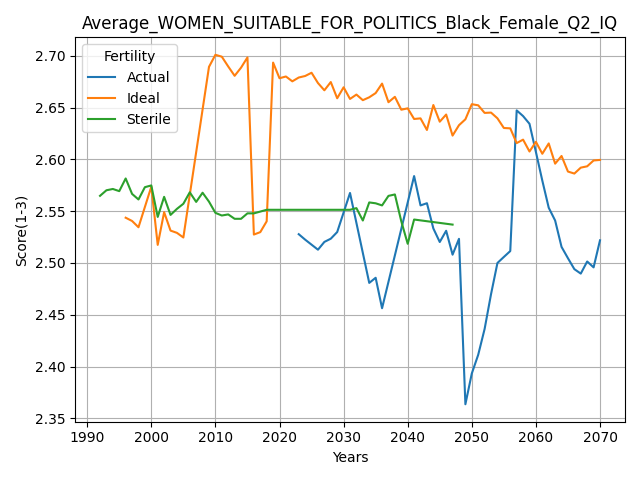 Average_WOMEN_SUITABLE_FOR_POLITICS_Black_Female_Q2_IQ
Fertility
Actual
Ideal
Sterile
Score(1-3)
2.70
2.65
2.60
2.55
2.50
2.45
2.40
2.35
1990 2000 2010 2020 2030 2040 2050 2060 2070
Years